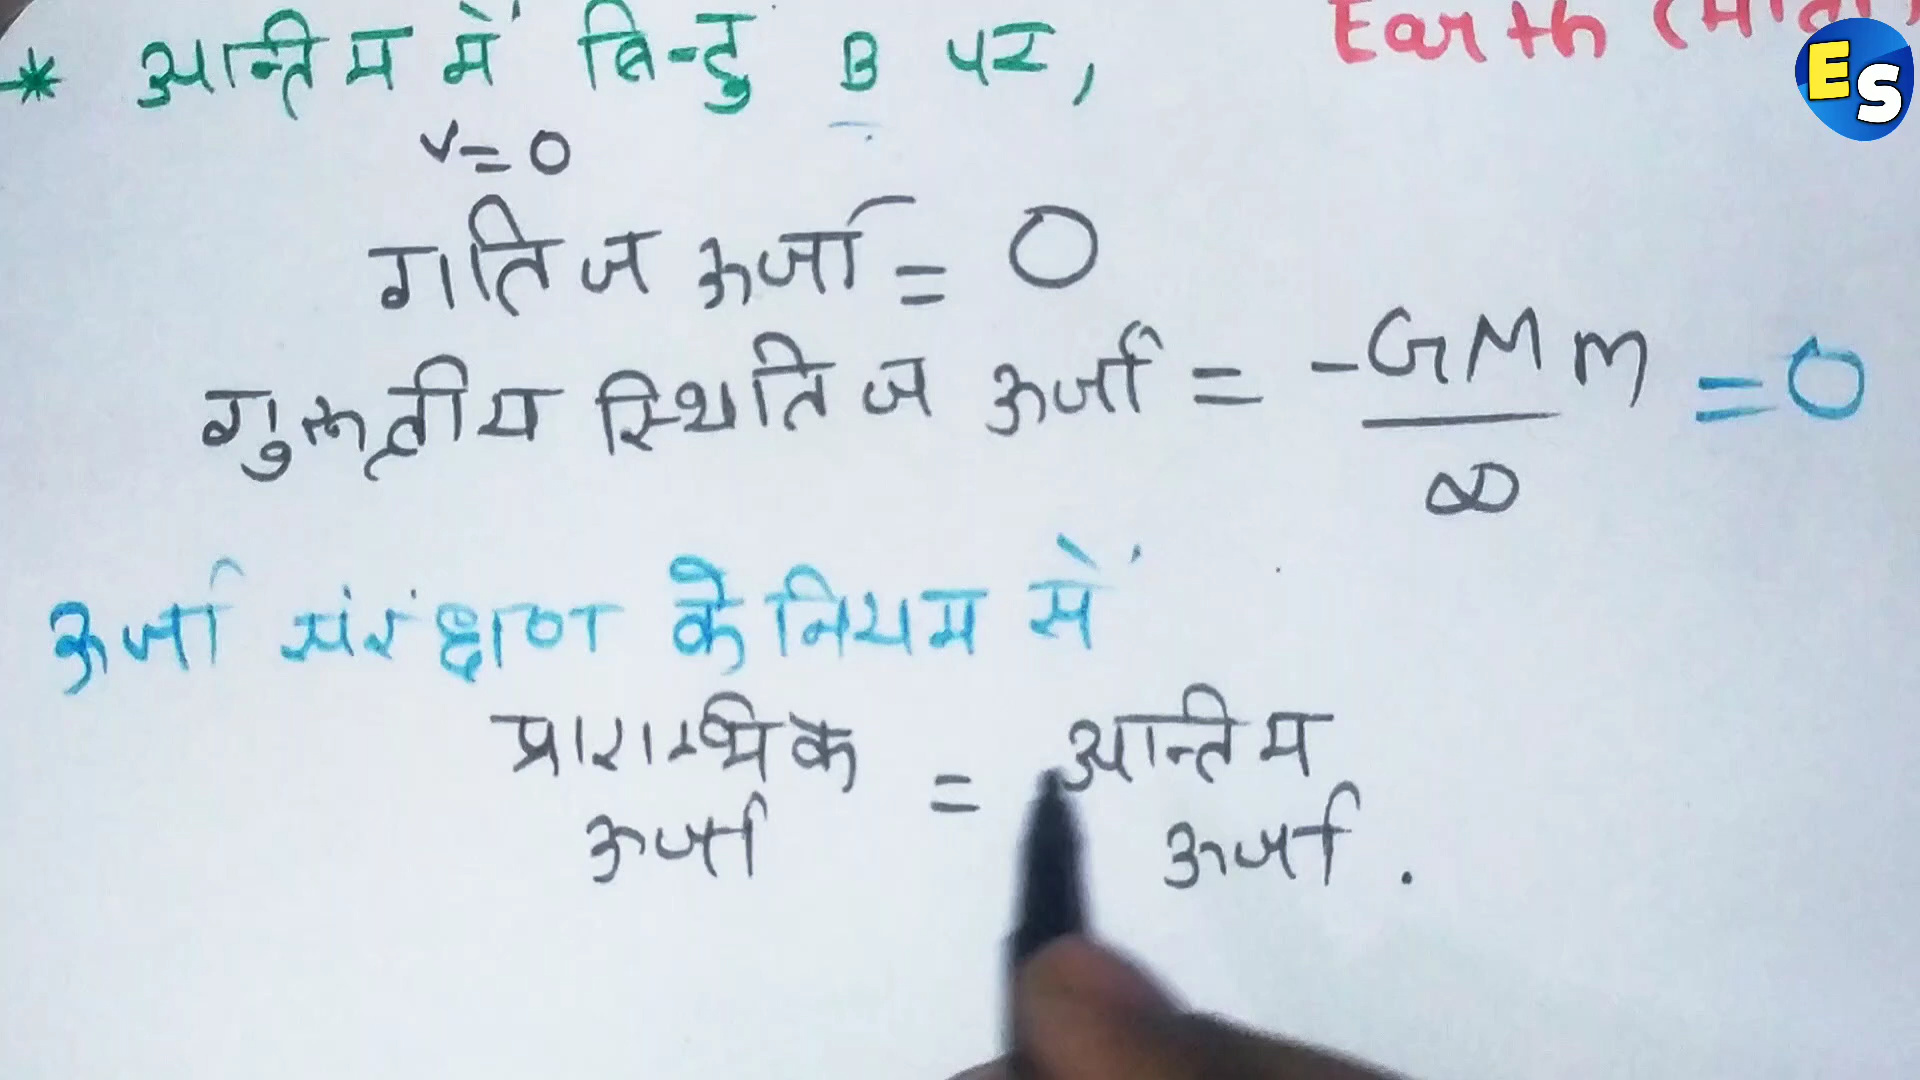 * अन्तिम में बिन्दु B पर,
Earth
ES
v=0
गतिज ऊर्जा = 0
गुरूत्वीय स्थितिज ऊर्जा = -GMm/∞ = 0
ऊर्जा संरक्षण के नियम सें
प्रारम्भिक ऊर्जा = अन्तिम ऊर्जा .